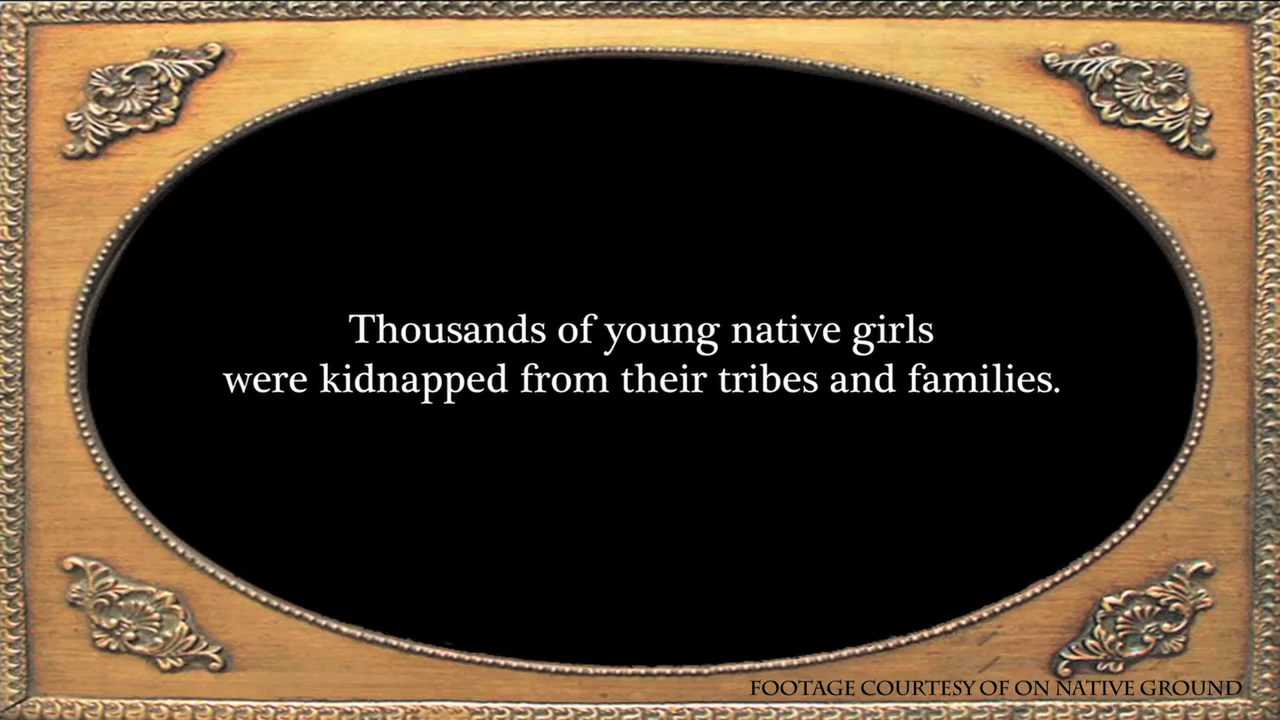 Thousands of young native girls
were kidnapped from their tribes and families.
FOOTAGE COURTESY OF ON NATIVE GROUND